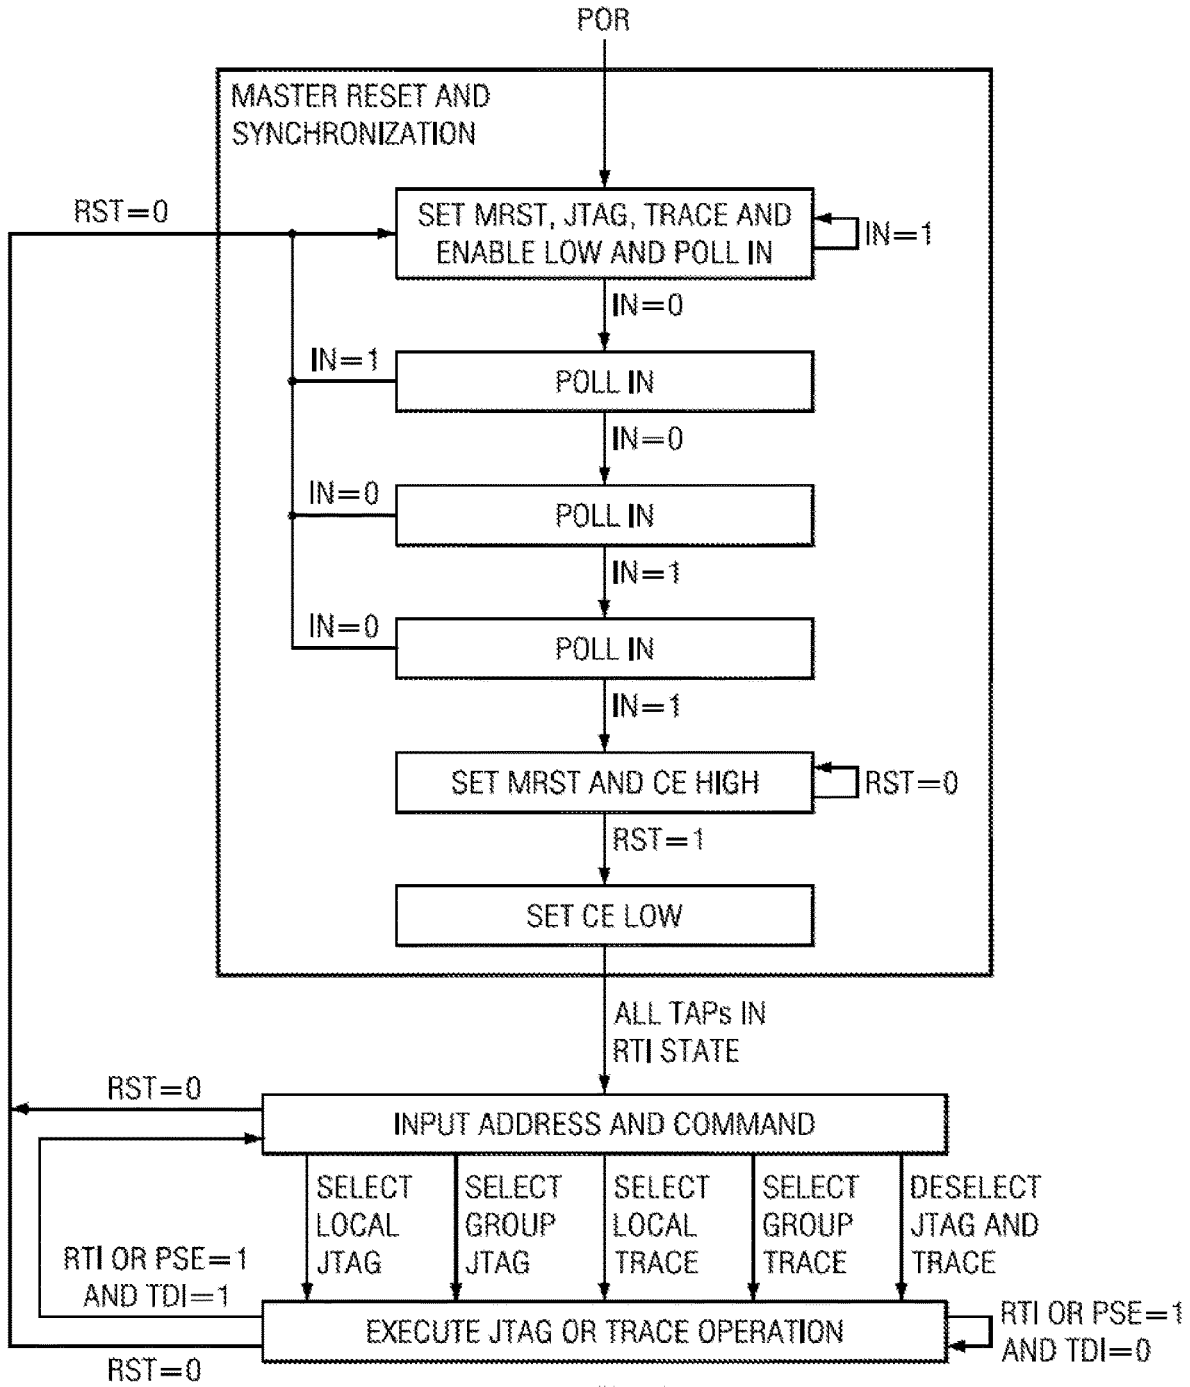 POR
MASTER RESET AND
SYNCHRONIZATION
RST=0
SET MRST, JTAG, TRACE AND
ENABLE LOW AND POLL IN
IN=1
IN=0
IN=1
POLL IN
IN=0
IN=0
POLL IN
IN=1
IN=0
POLL IN
IN=1
SET MRST AND CE HIGH
RST=0
RST=1
SET CE LOW
ALL TAPs IN
RTI STATE
RST=0
INPUT ADDRESS AND COMMAND
SELECT
LOCAL
JTAG
SELECT
GROUP
JTAG
SELECT
LOCAL
TRACE
SELECT
GROUP
TRACE
DESELECT
JTAG AND
TRACE
RTI OR PSE=1
AND TDI=1
EXECUTE JTAG OR TRACE OPERATION
RTI OR PSE=1
AND TDI=0
RST=0